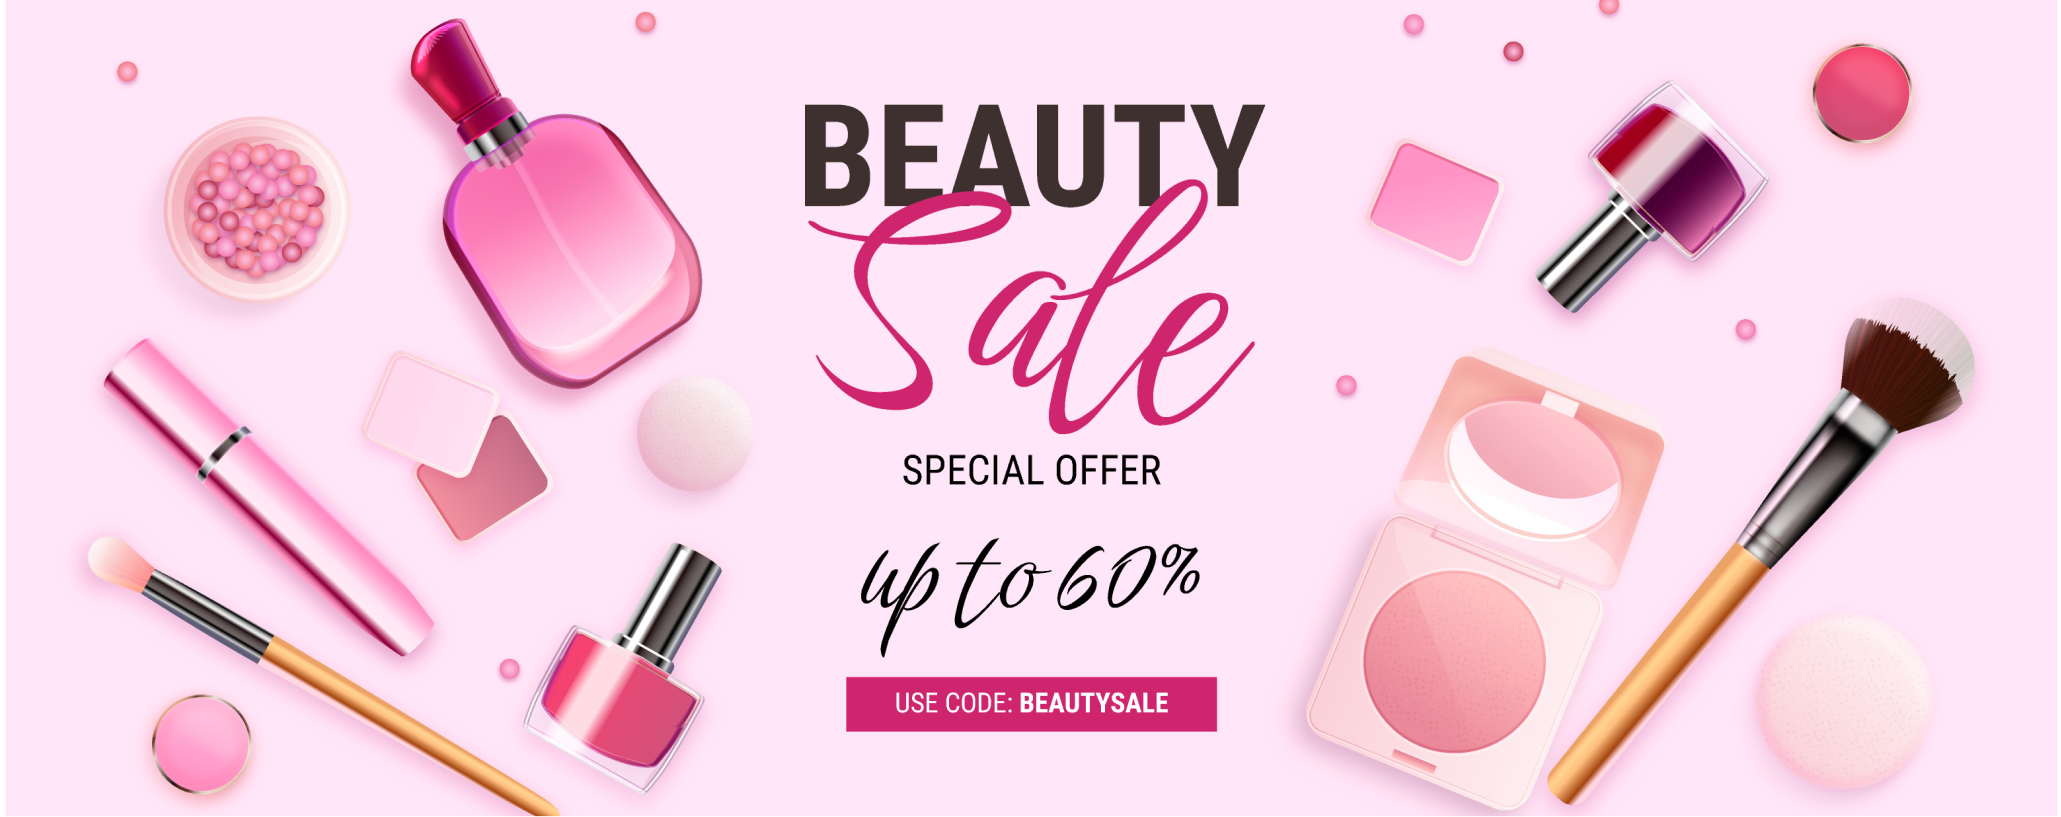 BEAUTY
Sale
SPECIAL OFFER
up to 60%
USE CODE: BEAUTYSALE